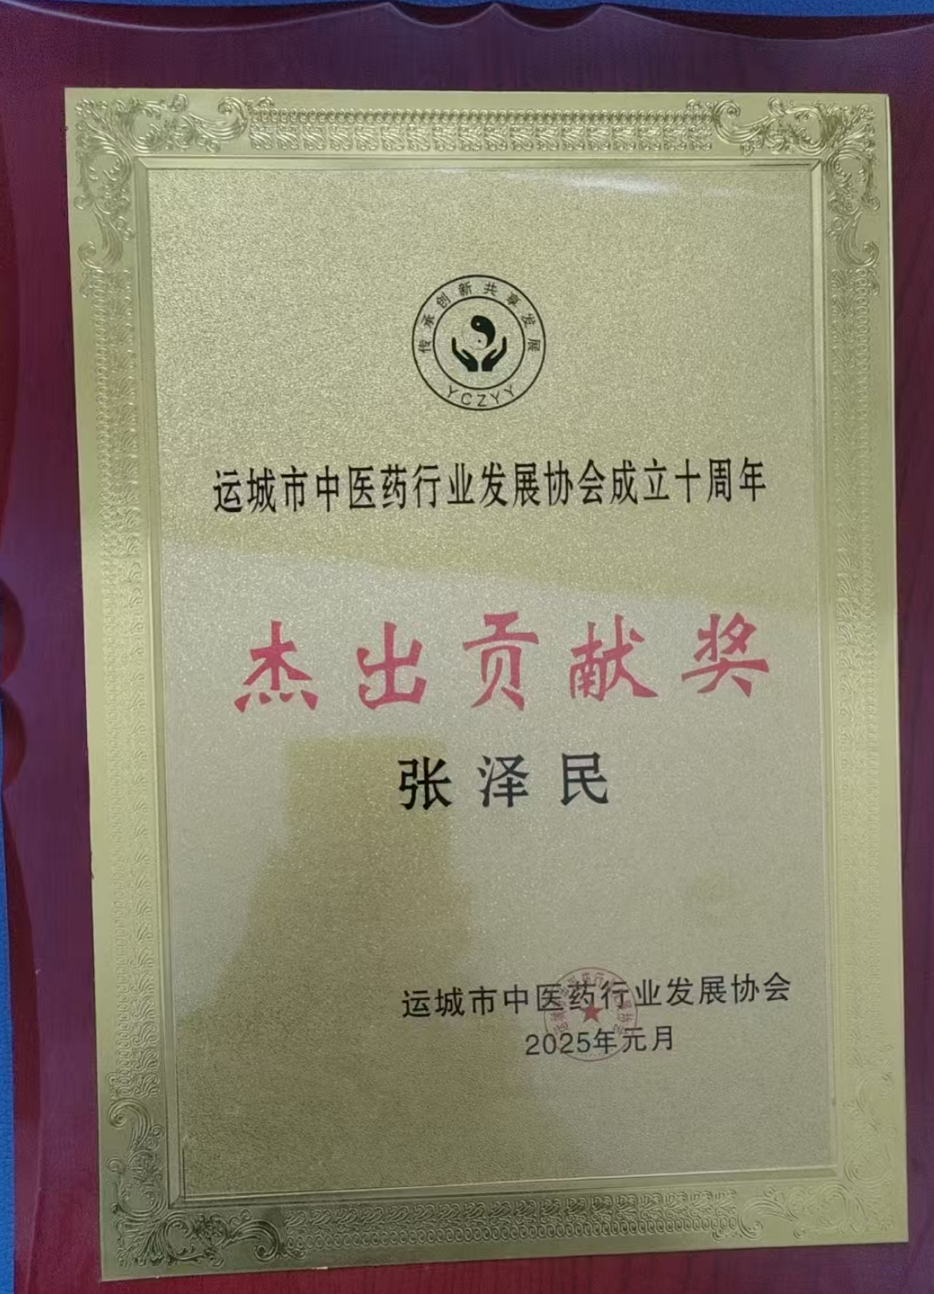 传承创新共享发展
YCZYY
运城市中医药行业发展协会成立十周年
杰出贡献奖
张泽民
运城市中医药行业发展协会
2025年元月